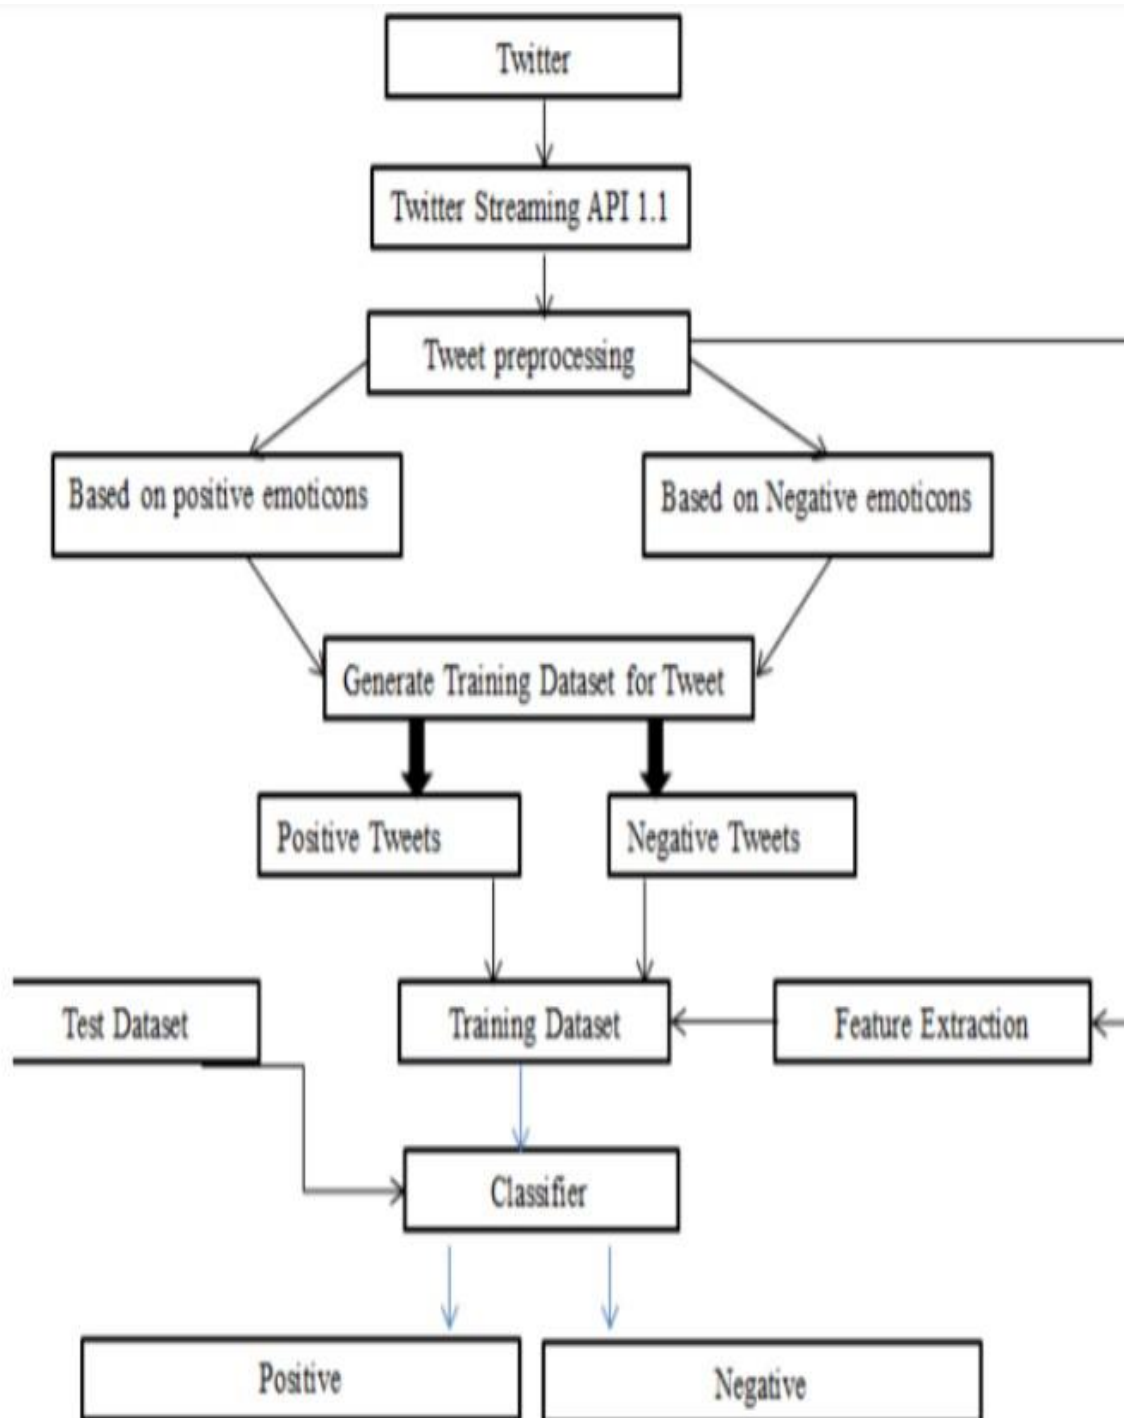 Twitter
Twitter Streaming API 1.1
Tweet preprocessing
Based on positive emoticons
Based on Negative emoticons
Generate Training Dataset for Tweet
Positive Tweets
Negative Tweets
Test Dataset
Training Dataset
Feature Extraction
Classifier
Positive
Negative